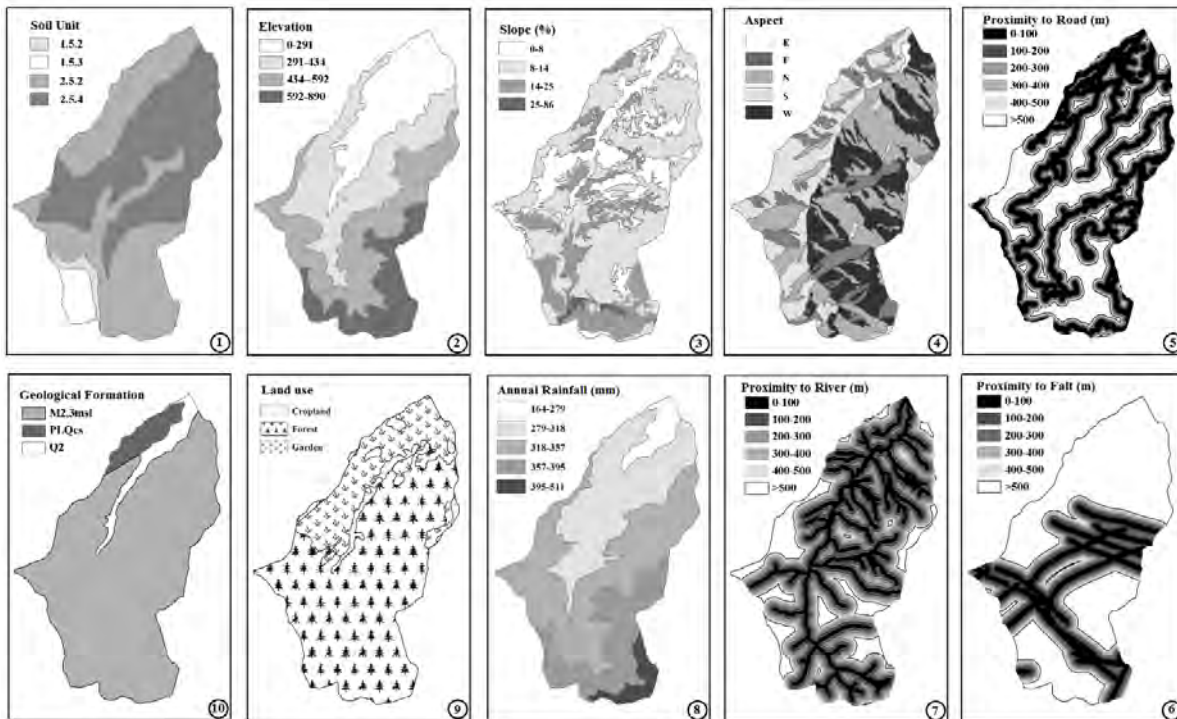 Soil Unit
1.5.2
1.5.3
2.5.2
2.5.4
1
Elevation
0-291
291-434
434-592
592-890
2
Slope (%)
0-8
8-14
14-25
25-86
3
Aspect
E
F
N
S
W
4
Proximity to Road (m)
0-100
100-200
200-300
300-400
400-500
>500
5
Geological Formation
M2,3msl
PLQcs
Q2
10
Land use
Cropland
Forest
Garden
9
Annual Rainfall (mm)
164-279
279-318
318-357
357-395
395-511
8
Proximity to River (m)
0-100
100-200
200-300
300-400
400-500
>500
7
Proximity to Falt (m)
0-100
100-200
200-300
300-400
400-500
>500
6